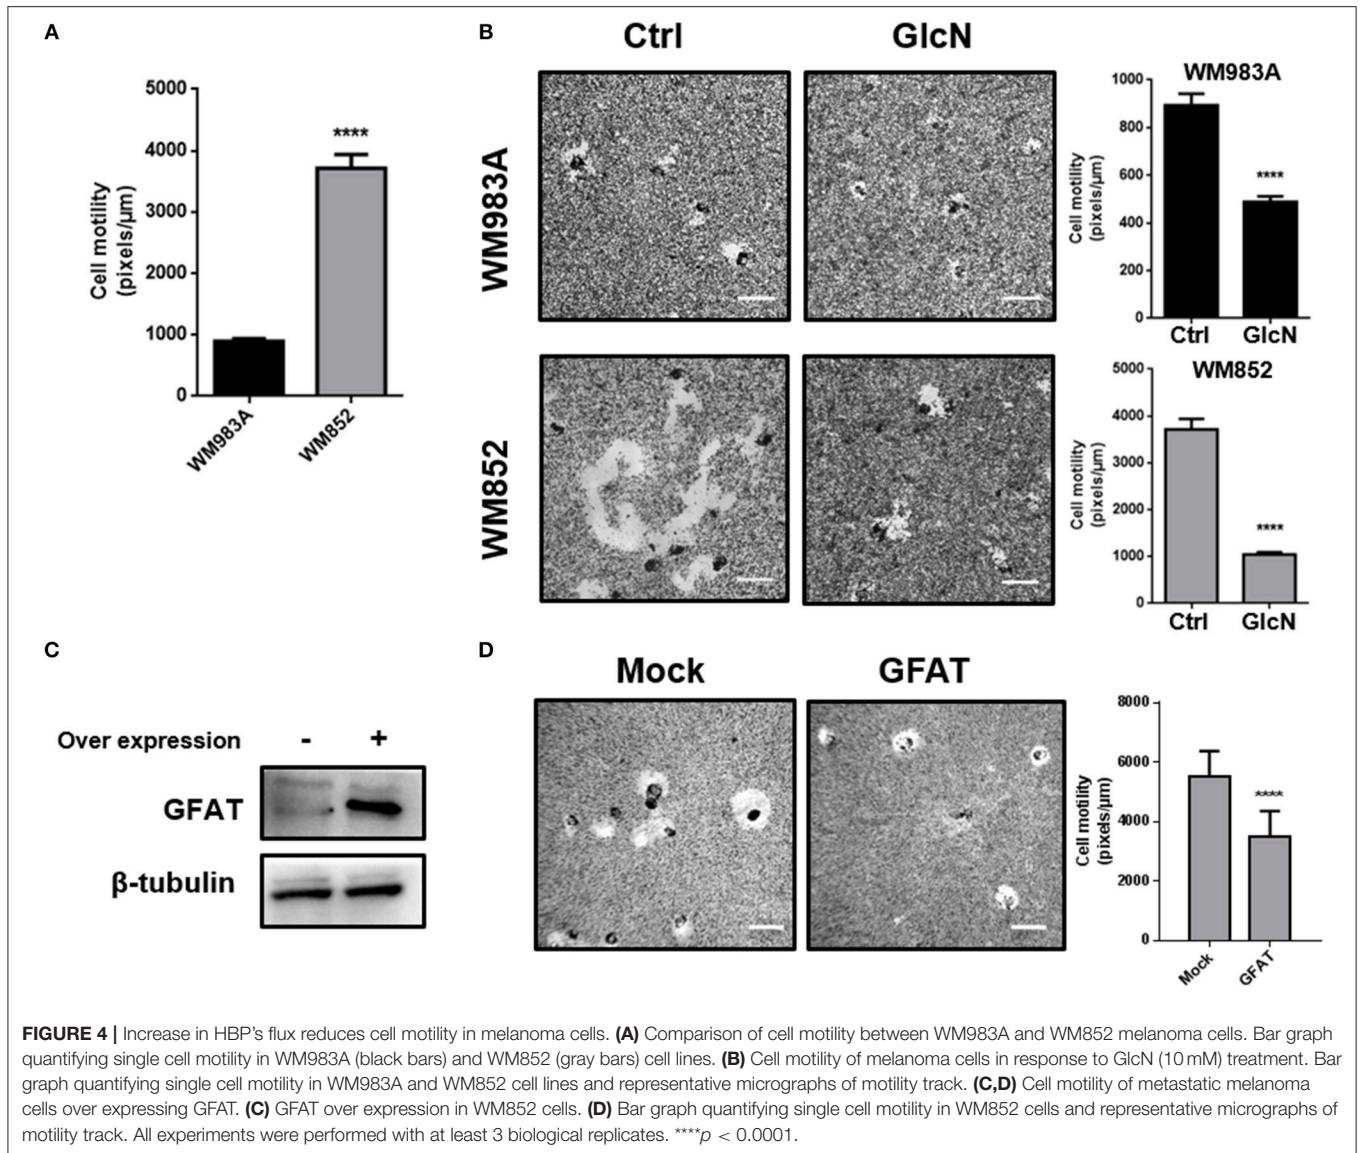 A
5000
4000
3000
2000
1000
0
Cell motility
(pixels/µm)
****
WM983A
WM852
B
Ctrl
GlcN
WM983A
WM852
WM983A
1000
800
600
400
200
0
Cell motility
(pixels/µm)
****
Ctrl
GlcN
WM852
5000
4000
3000
2000
1000
0
Cell motility
(pixels/µm)
****
Ctrl
GlcN
C
Over expression - +
GFAT
β-tubulin
D
Mock
GFAT
8000
6000
4000
2000
0
Cell motility
(pixels/µm)
****
Mock
GFAT
FIGURE 4 | Increase in HBP's flux reduces cell motility in melanoma cells. (A) Comparison of cell motility between WM983A and WM852 melanoma cells. Bar graph
quantifying single cell motility in WM983A (black bars) and WM852 (gray bars) cell lines. (B) Cell motility of melanoma cells in response to GlcN (10 mM) treatment. Bar
graph quantifying single cell motility in WM983A and WM852 cell lines and representative micrographs of motility track. (C,D) Cell motility of metastatic melanoma
cells over expressing GFAT. (C) GFAT over expression in WM852 cells. (D) Bar graph quantifying single cell motility in WM852 cells and representative micrographs of
motility track. All experiments were performed with at least 3 biological replicates. ****p < 0.0001.